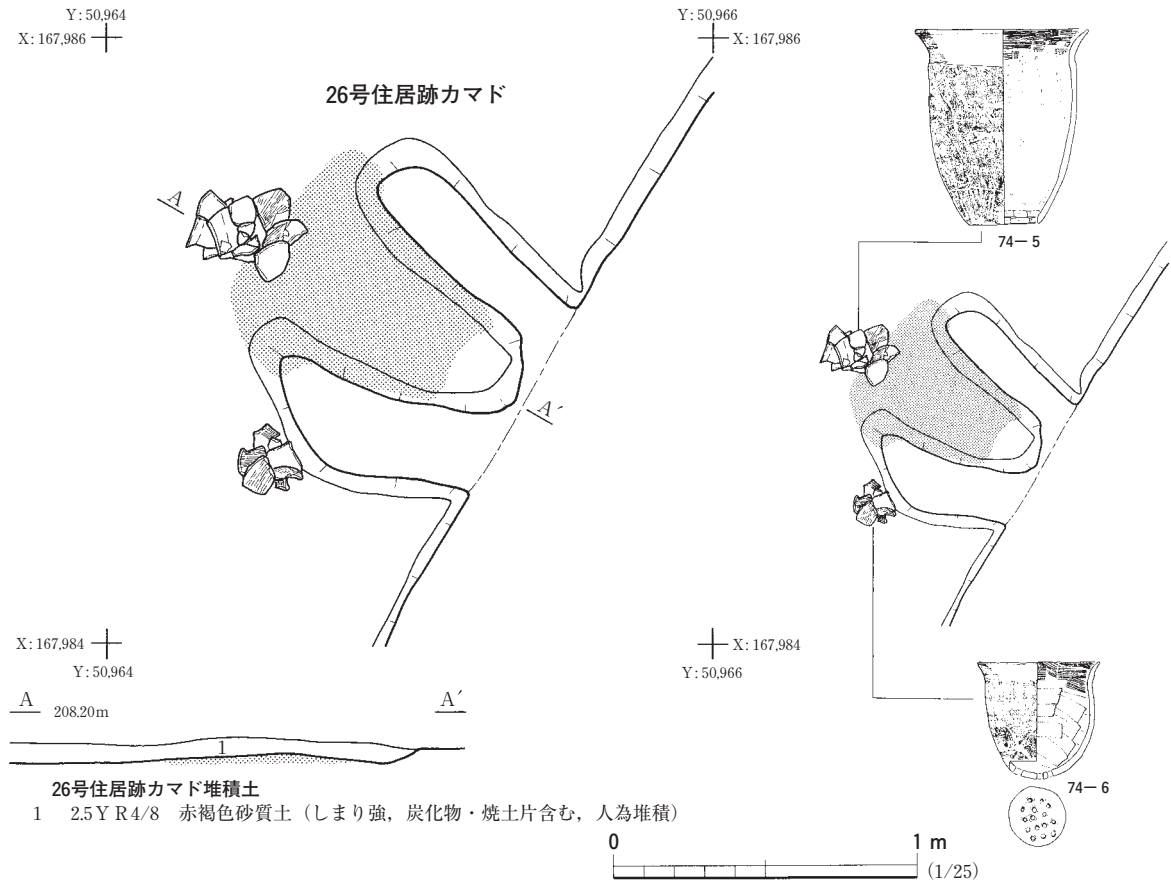 Y: 50,964
X: 167,986
Y: 50,966
X: 167,986
26号住居跡カマド
A
A´
74－5
X: 167,984
Y: 50,964
X: 167,984
Y: 50,966
A 208.20m A´
1
26号住居跡カマド堆積土
1 2.5ＹＲ4/8 赤褐色砂質土（しまり強，炭化物・焼土片含む，人為堆積）
74－6
0 1 m
(1/25)